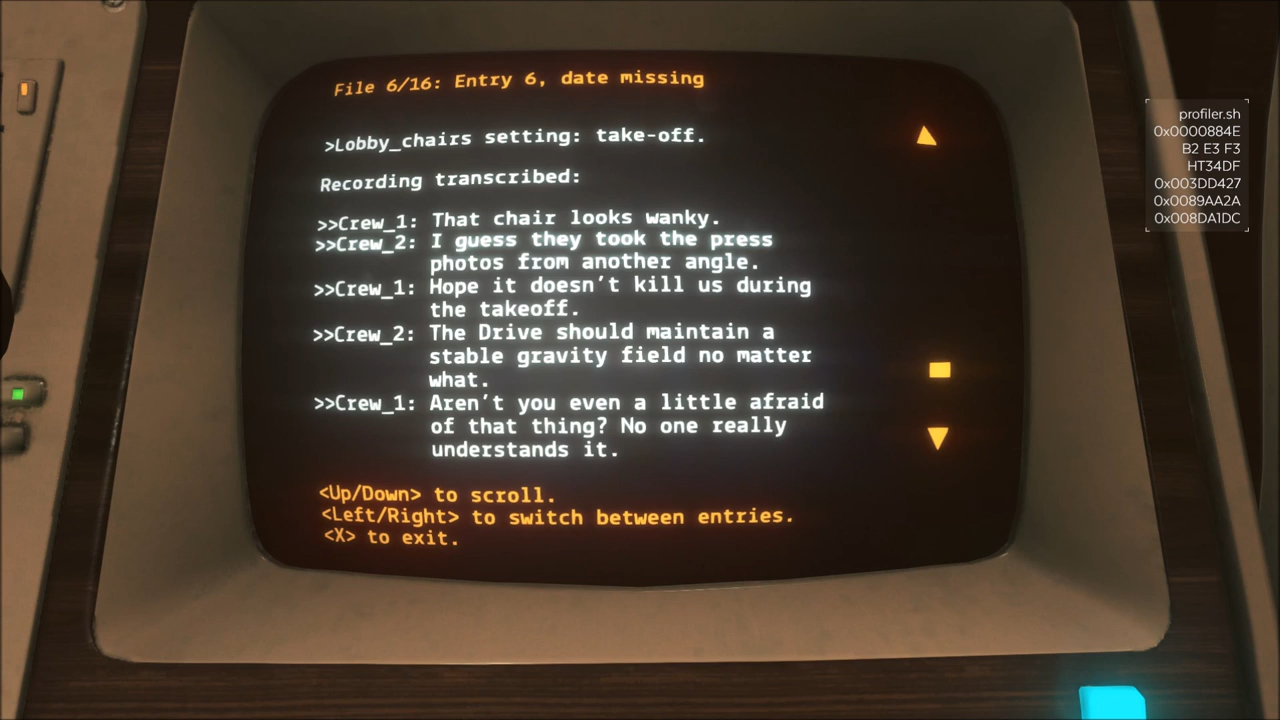 File 6/16: Entry 6, date missing
>Lobby_chairs setting: take-off.
Recording transcribed:
>>Crew_1: That chair looks wanky.
>>Crew_2: I guess they took the press
photos from another angle.
>>Crew_1: Hope it doesn't kill us during
the takeoff.
>>Crew_2: The Drive should maintain a
stable gravity field no matter
what.
>>Crew_1: Aren't you even a little afraid
of that thing? No one really
understands it.
<Up/Down> to scroll.
<Left/Right> to switch between entries.
<X> to exit.
profiler.sh
0x0000884E
B2 E3 F3
HT34DF
0x003DD427
0x0089AA2A
0x008DA1DC